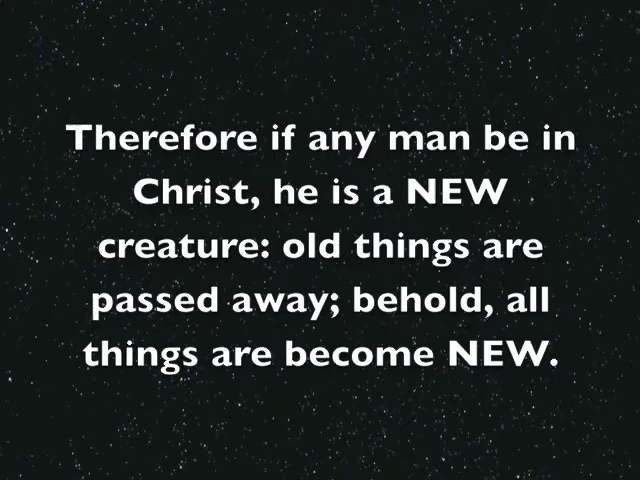 Therefore if any man be in
Christ, he is a NEW
creature: old things are
passed away; behold, all
things are become NEW.